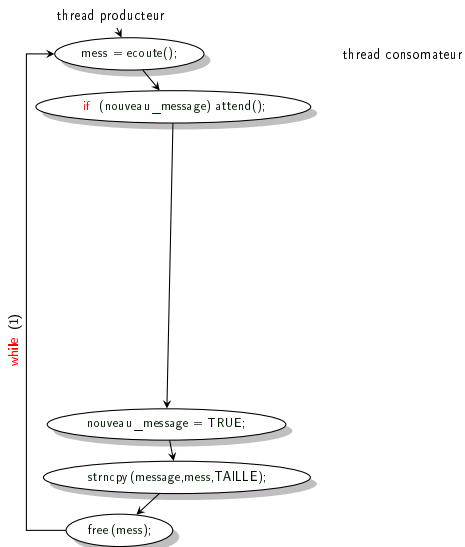 thread producteur
mess = ecoute();
thread consomateur
if (nouveau_message) attend();
while (1)
nouveau_message = TRUE;
strncpy(message,mess,TAILLE);
free(mess);